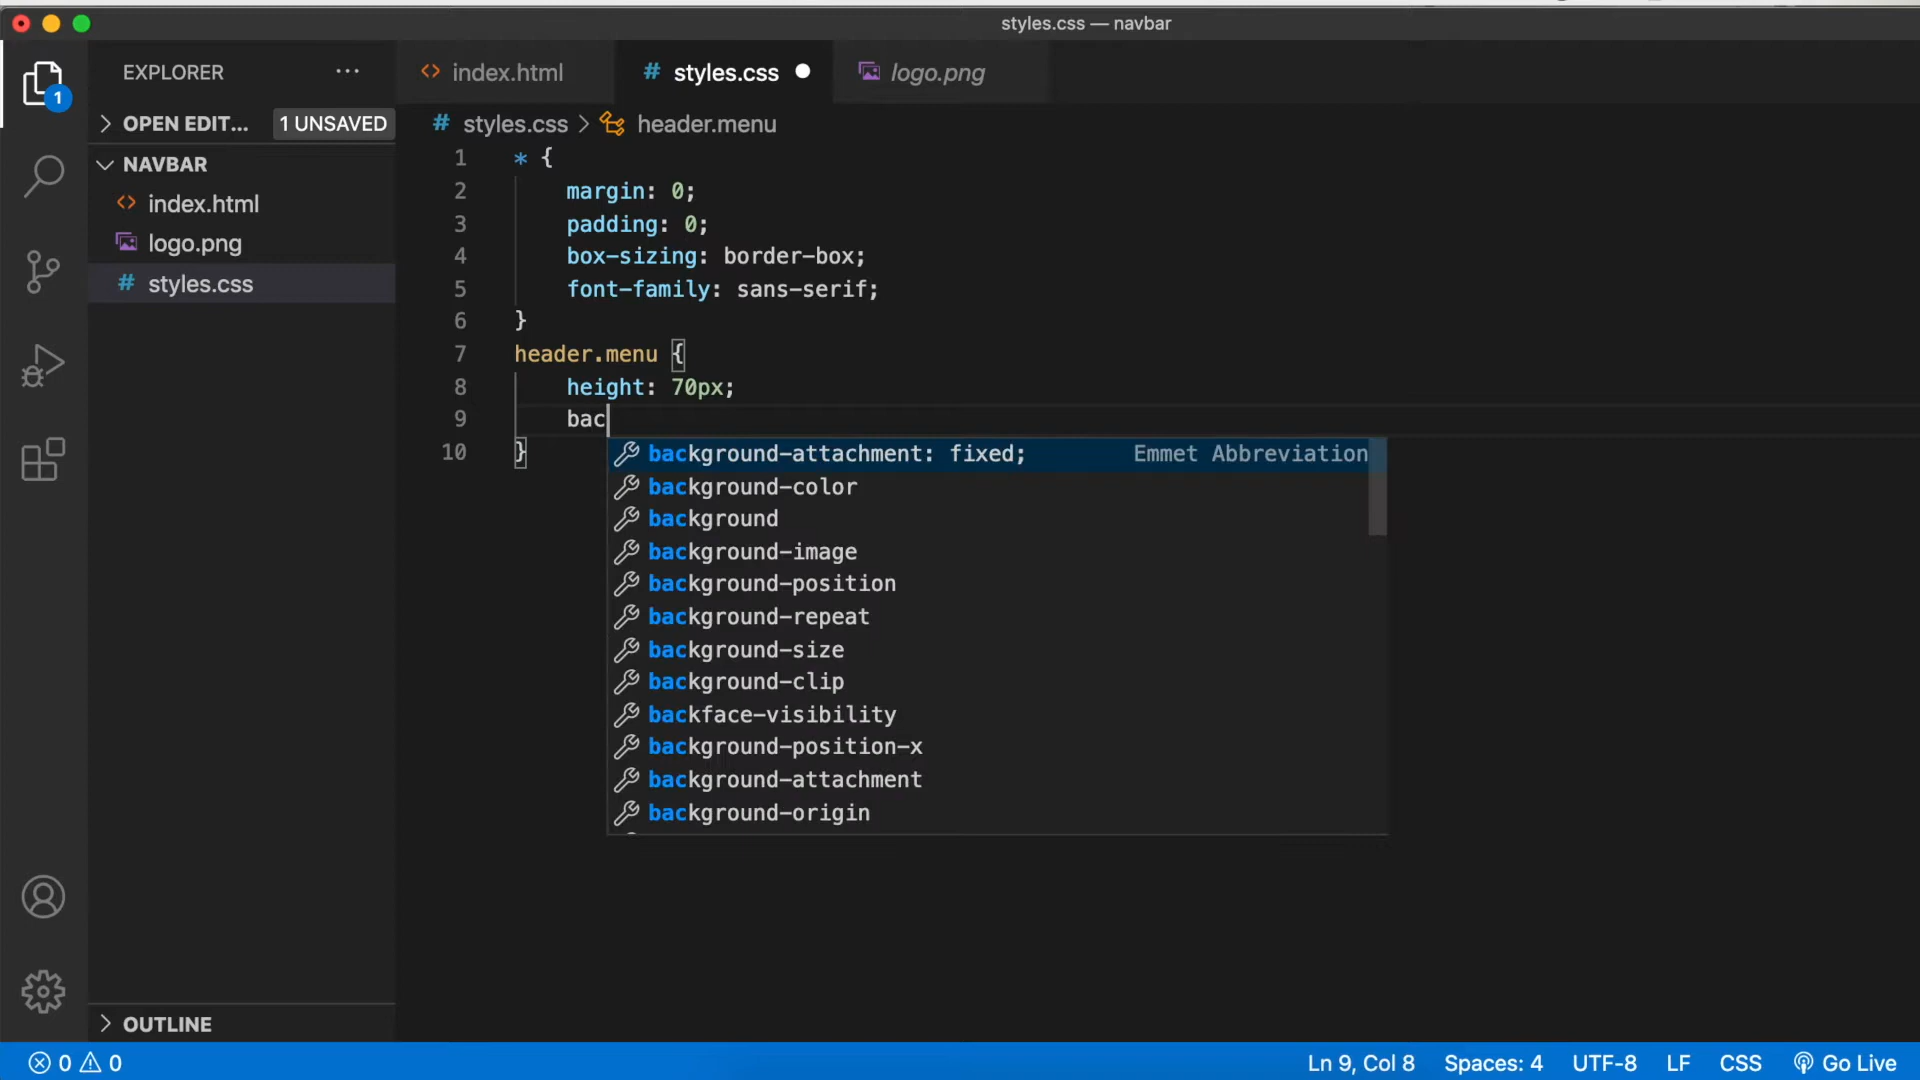 styles.css — navbar
EXPLORER
···
index.html
# styles.css
logo.png
1
OPEN EDIT...
1 UNSAVED
# styles.css > header.menu
NAVBAR
index.html
logo.png
# styles.css
1 * {
2 margin: 0;
3 padding: 0;
4 box-sizing: border-box;
5 font-family: sans-serif;
6 }
7 header.menu {
8 height: 70px;
9 bac
10 }
background-attachment: fixed; Emmet Abbreviation
background-color
background
background-image
background-position
background-repeat
background-size
background-clip
backface-visibility
background-position-x
background-attachment
background-origin
OUTLINE
0 0
Ln 9, Col 8
Spaces: 4
UTF-8
LF
CSS
Go Live